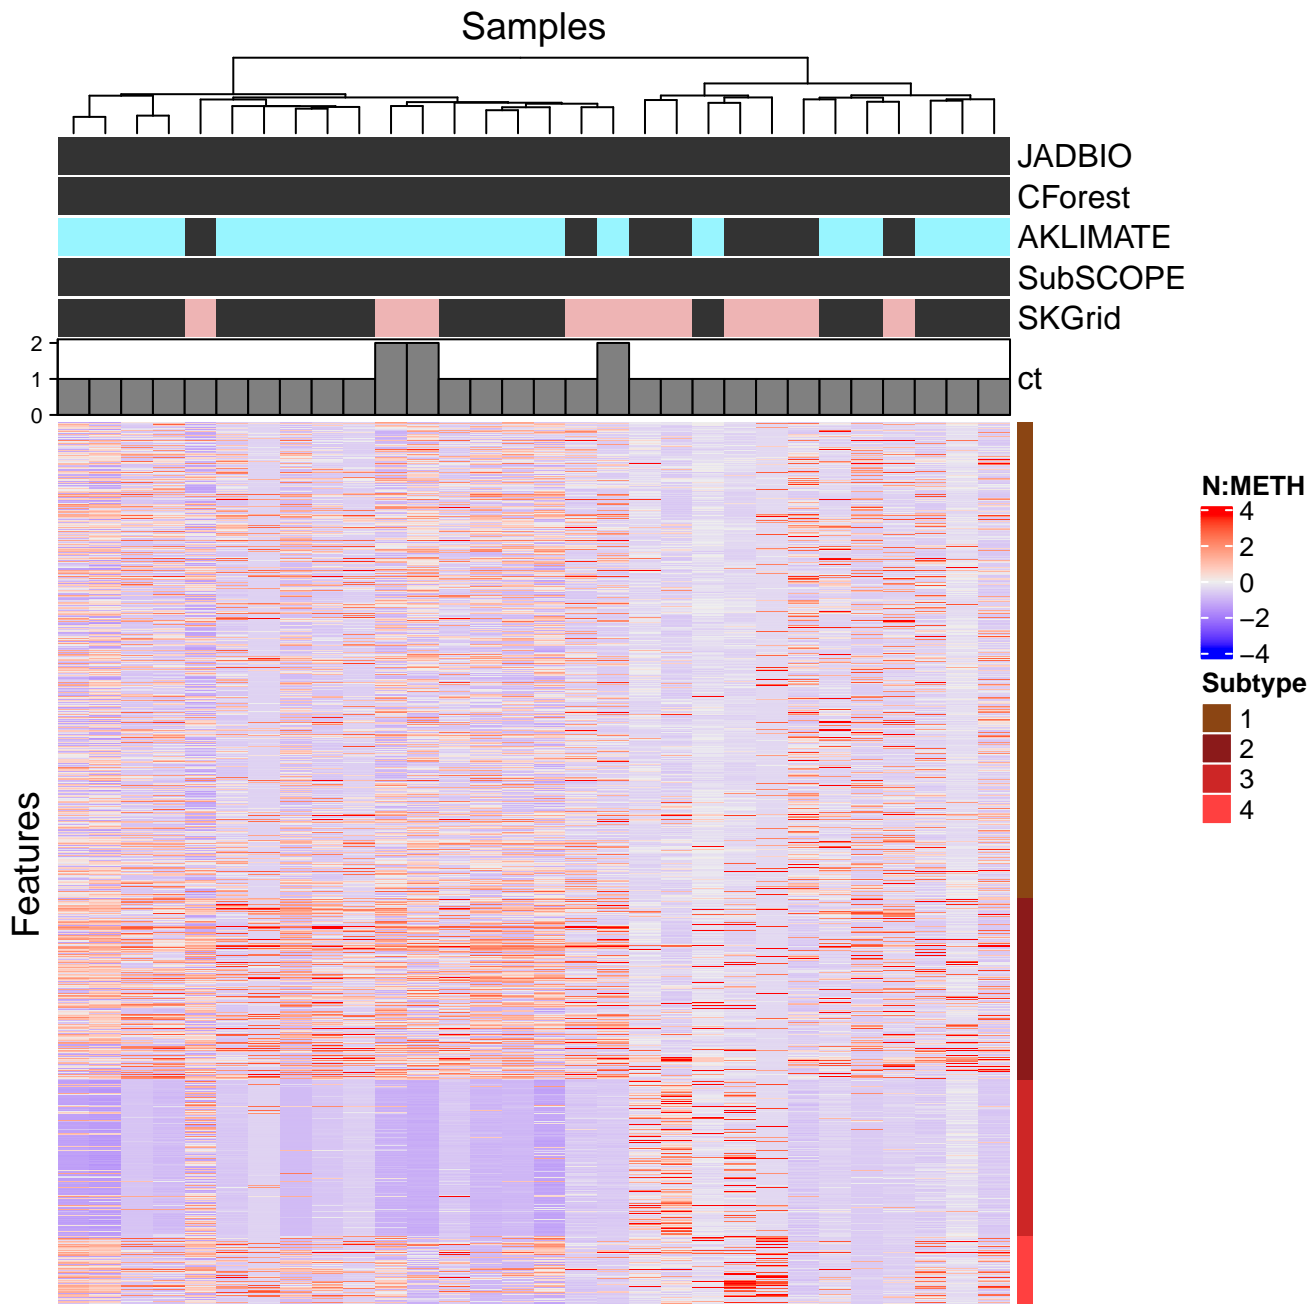 Samples
JADBIO
CForest
AKLIMATE
SubSCOPE
SKGrid
2
1
0
ct
Features
N:METH
4
2
0
−2
−4
Subtype
1
2
3
4